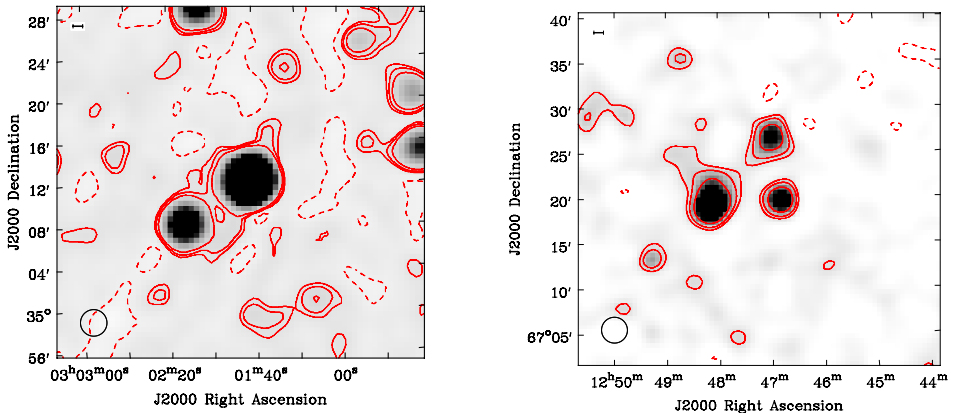 I
28′
24′
20′
16′
12′
08′
04′
35°
56′
J2000 Declination
03ʰ03ᵐ00ˢ
02ᵐ20ˢ
01ᵐ40ˢ
00ˢ
J2000 Right Ascension
I
40′
35′
30′
25′
20′
15′
10′
67°05′
J2000 Declination
12ʰ50ᵐ
49ᵐ
48ᵐ
47ᵐ
46ᵐ
45ᵐ
44ᵐ
J2000 Right Ascension